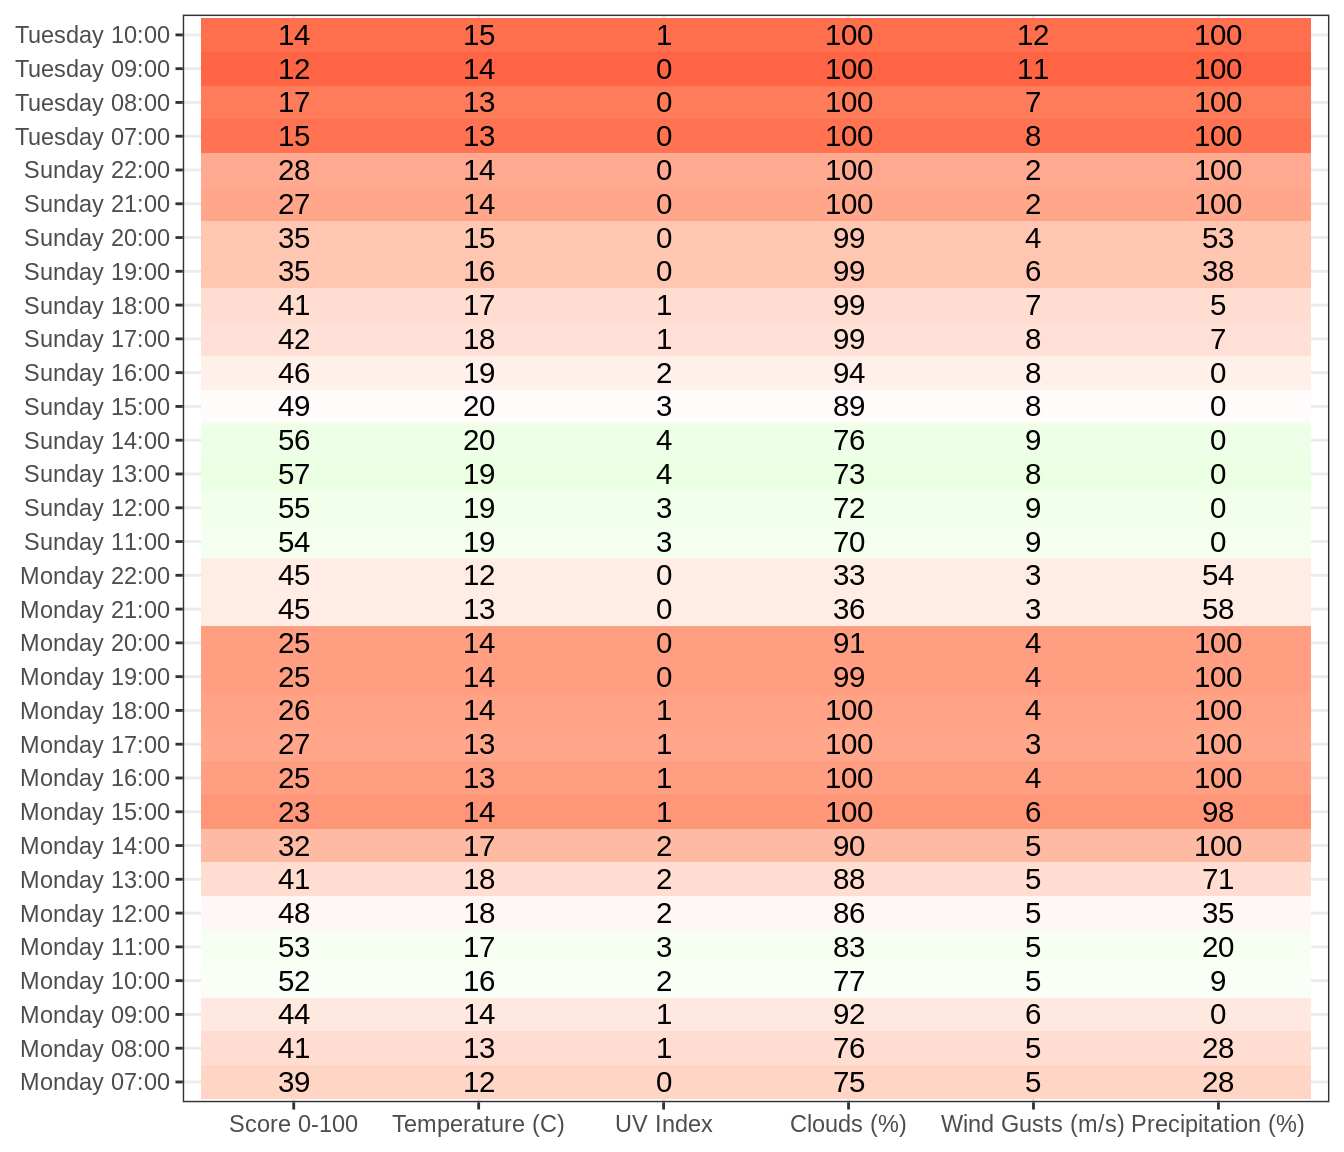 Tuesday 10:00 14 15 1 100 12 100
Tuesday 09:00 12 14 0 100 11 100
Tuesday 08:00 17 13 0 100 7 100
Tuesday 07:00 15 13 0 100 8 100
Sunday 22:00 28 14 0 100 2 100
Sunday 21:00 27 14 0 100 2 100
Sunday 20:00 35 15 0 99 4 53
Sunday 19:00 35 16 0 99 6 38
Sunday 18:00 41 17 1 99 7 5
Sunday 17:00 42 18 1 99 8 7
Sunday 16:00 46 19 2 94 8 0
Sunday 15:00 49 20 3 89 8 0
Sunday 14:00 56 20 4 76 9 0
Sunday 13:00 57 19 4 73 8 0
Sunday 12:00 55 19 3 72 9 0
Sunday 11:00 54 19 3 70 9 0
Monday 22:00 45 12 0 33 3 54
Monday 21:00 45 13 0 36 3 58
Monday 20:00 25 14 0 91 4 100
Monday 19:00 25 14 0 99 4 100
Monday 18:00 26 14 1 100 4 100
Monday 17:00 27 13 1 100 3 100
Monday 16:00 25 13 1 100 4 100
Monday 15:00 23 14 1 100 6 98
Monday 14:00 32 17 2 90 5 100
Monday 13:00 41 18 2 88 5 71
Monday 12:00 48 18 2 86 5 35
Monday 11:00 53 17 3 83 5 20
Monday 10:00 52 16 2 77 5 9
Monday 09:00 44 14 1 92 6 0
Monday 08:00 41 13 1 76 5 28
Monday 07:00 39 12 0 75 5 28
Score 0-100 Temperature (C) UV Index Clouds (%) Wind Gusts (m/s) Precipitation (%)